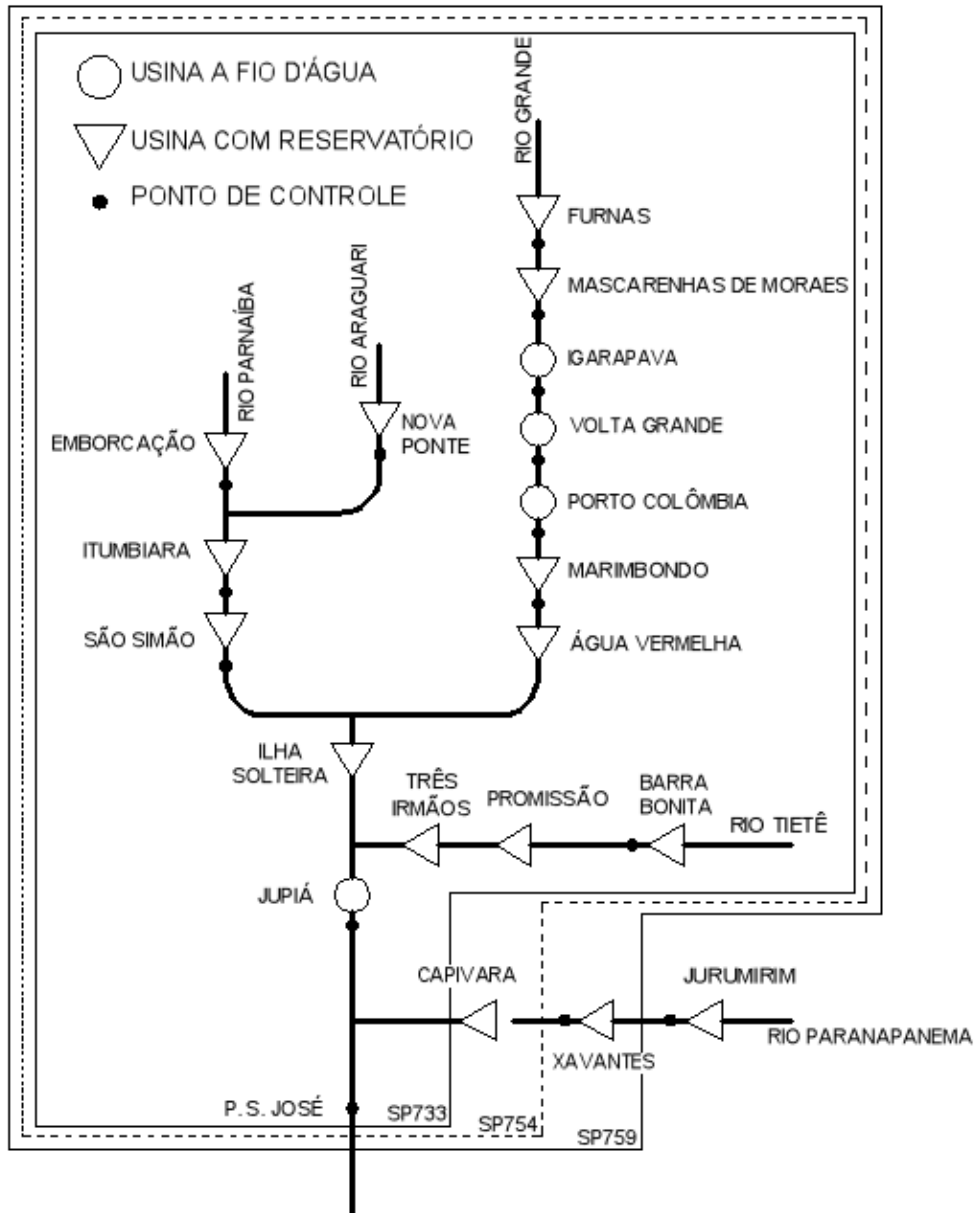 USINA A FIO D'ÁGUA
USINA COM RESERVATÓRIO
PONTO DE CONTROLE
RIO GRANDE
FURNAS
MASCARENHAS DE MORAES
IGARAPAVA
VOLTA GRANDE
PORTO COLÔMBIA
MARIMBONDO
ÁGUA VERMELHA
RIO PARNAÍBA
RIO ARAGUARI
EMBORCAÇÃO
NOVA
PONTE
ITUMBIARA
SÃO SIMÃO
ILHA
SOLTEIRA
TRÊS
IRMÃOS
PROMISSÃO
BARRA
BONITA
RIO TIETÊ
JUPIÁ
CAPIVARA
XAVANTES
JURUMIRIM
RIO PARANAPANEMA
P. S. JOSÉ
SP733
SP754
SP759